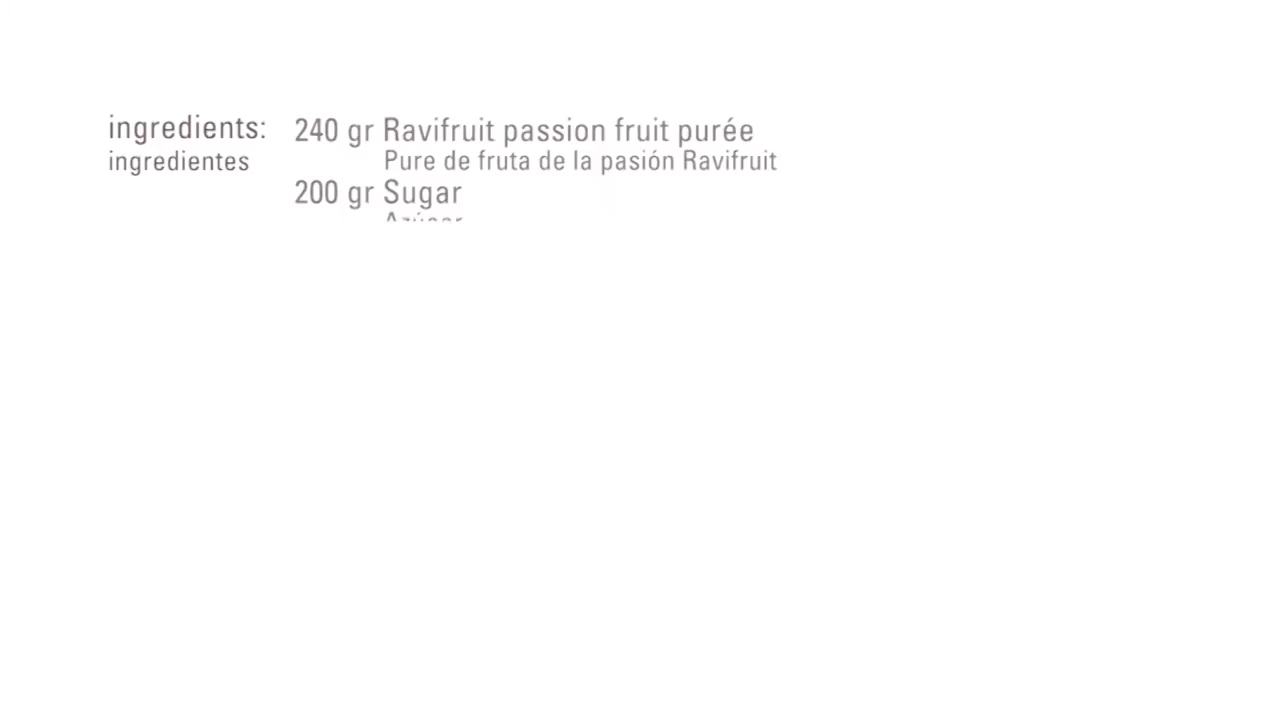 ingredients:
ingredientes
240 gr Ravifruit passion fruit purée
Pure de fruta de la pasión Ravifruit
200 gr Sugar